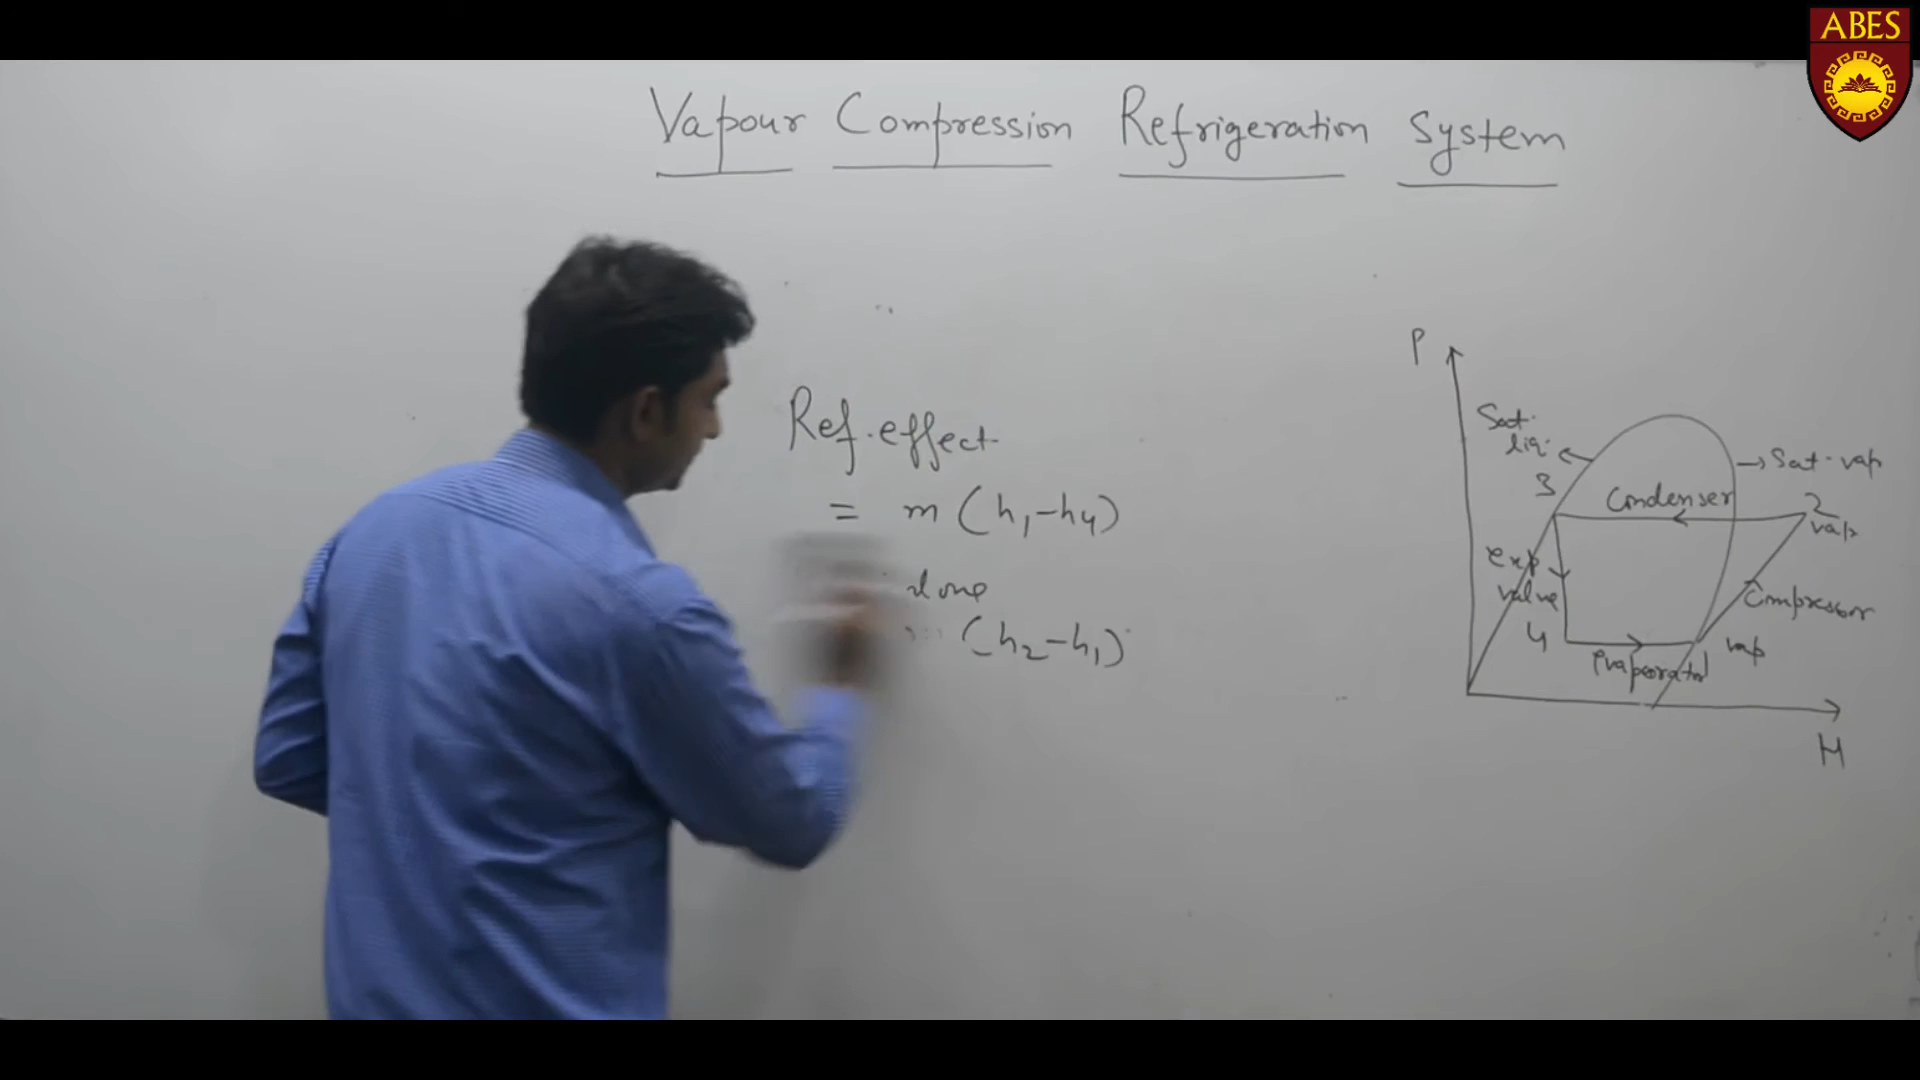 ABES
Vapour Compression Refrigeration System
Ref. effect
= m (h₁-h₄)
done
(h₂-h₁)
P
Sat.
liq.
Sat. vap
3
Condenser
2
vap
exp
valve
Compressor
4
Evaporator
vap
H